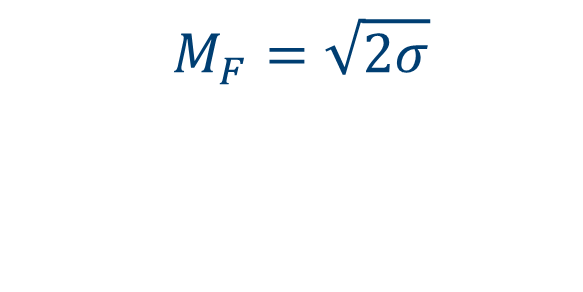 M_F = √2σ